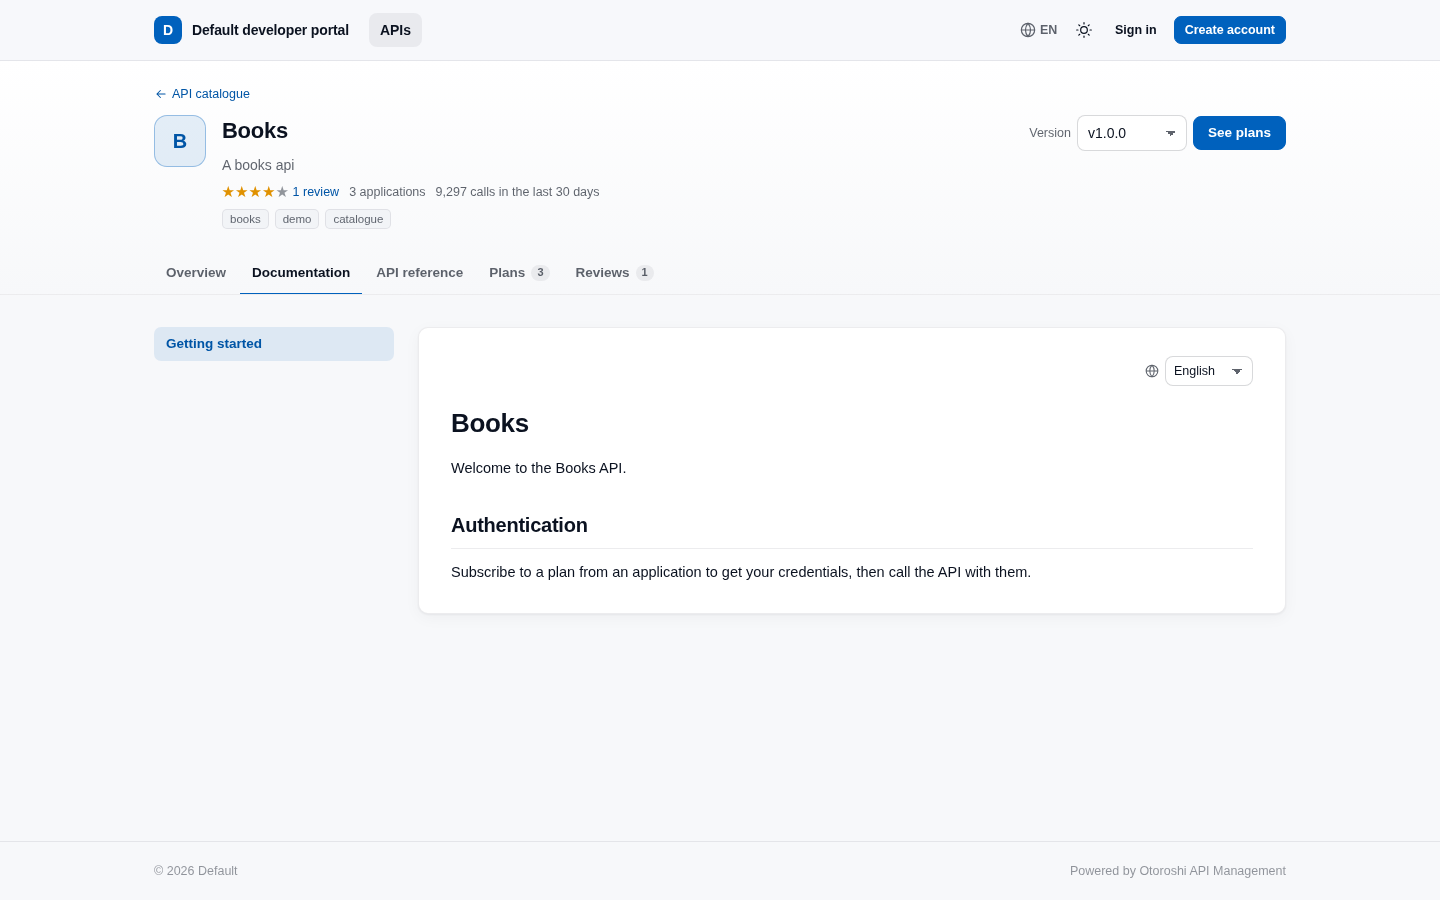 D Default developer portal APIs EN Sign in Create account
API catalogue
B Books Version v1.0.0 See plans
A books api
★★★★★ 1 review 3 applications 9,297 calls in the last 30 days
books demo catalogue
Overview Documentation API reference Plans 3 Reviews 1
Getting started
English
Books
Welcome to the Books API.
Authentication
Subscribe to a plan from an application to get your credentials, then call the API with them.
© 2026 Default Powered by Otoroshi API Management